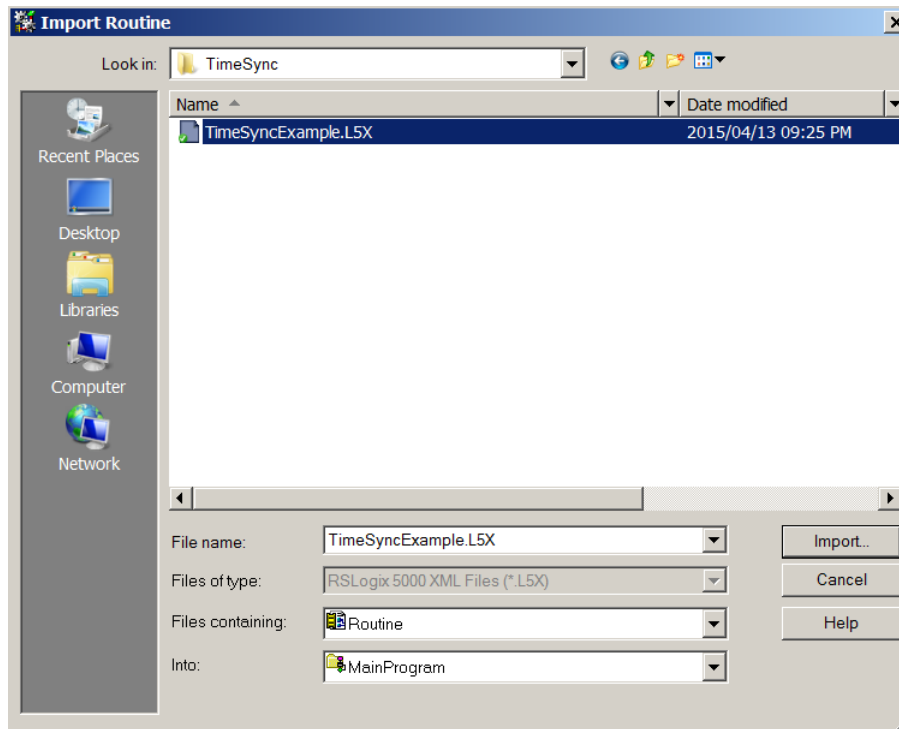 Import Routine
Look in: TimeSync
Name Date modified
TimeSyncExample.L5X 2015/04/13 09:25 PM
Recent Places
Desktop
Libraries
Computer
Network
File name: TimeSyncExample.L5X Import...
Files of type: RSLogix 5000 XML Files (*.L5X) Cancel
Files containing: Routine Help
Into: MainProgram